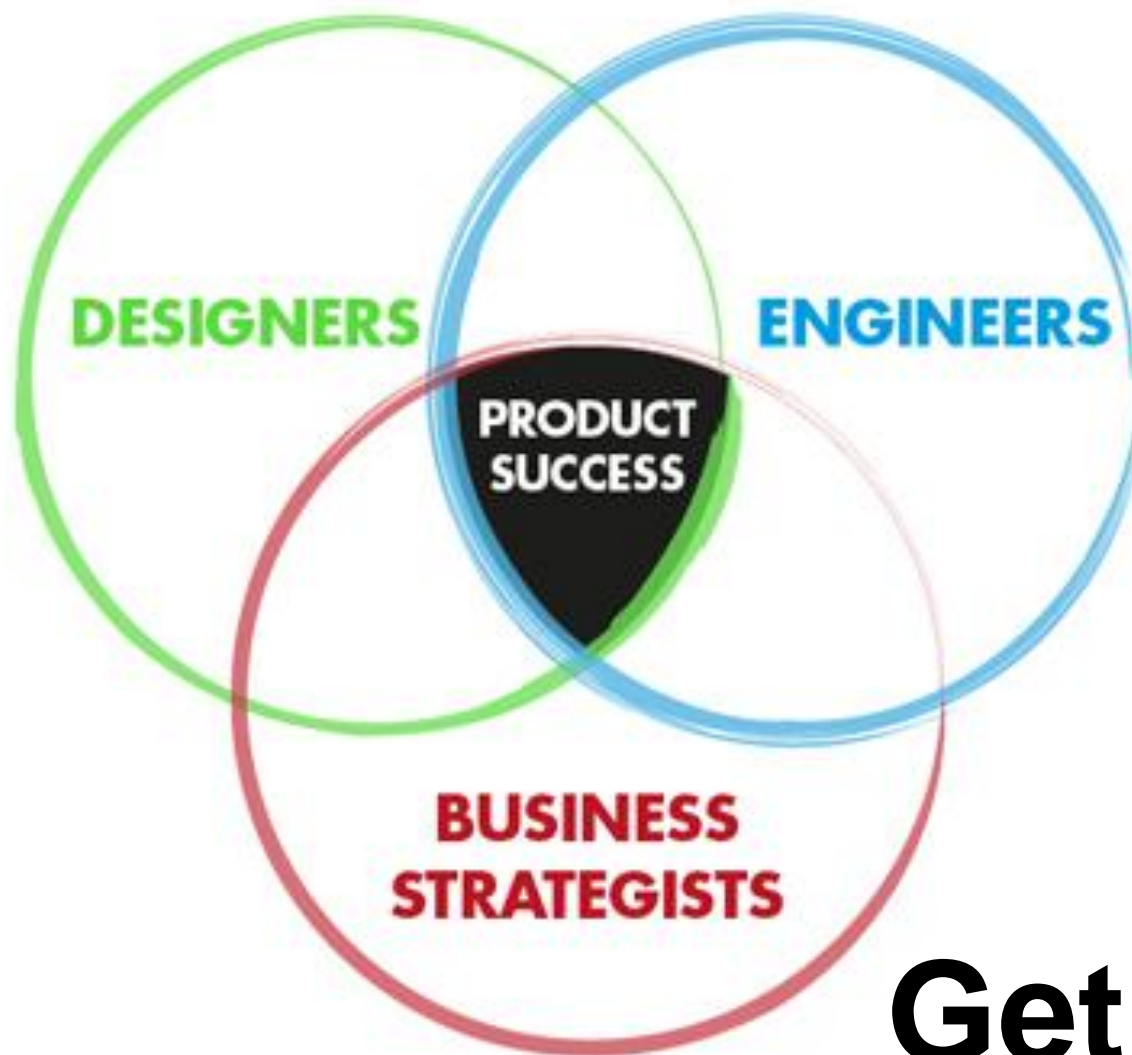 DESIGNERS
ENGINEERS
PRODUCT
SUCCESS
BUSINESS
STRATEGISTS
Get